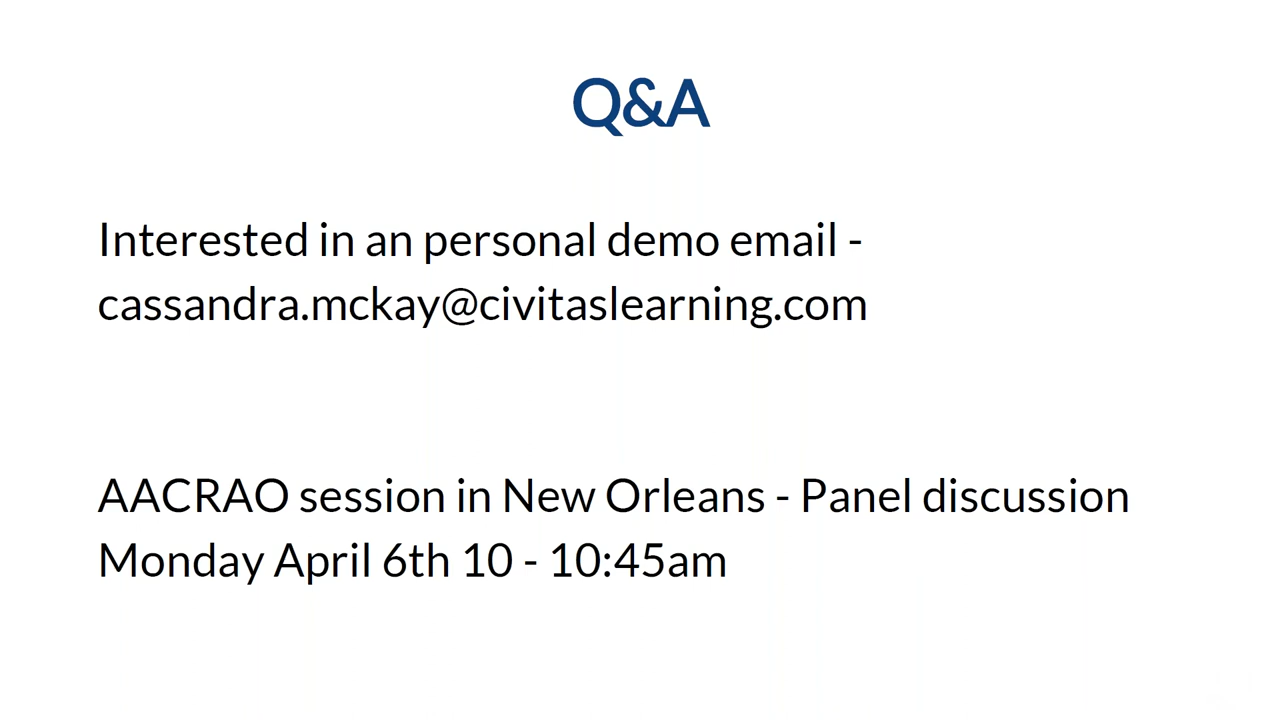 Q&A
Interested in an personal demo email -
cassandra.mckay@civitaslearning.com
AACRAO session in New Orleans - Panel discussion
Monday April 6th 10 - 10:45am